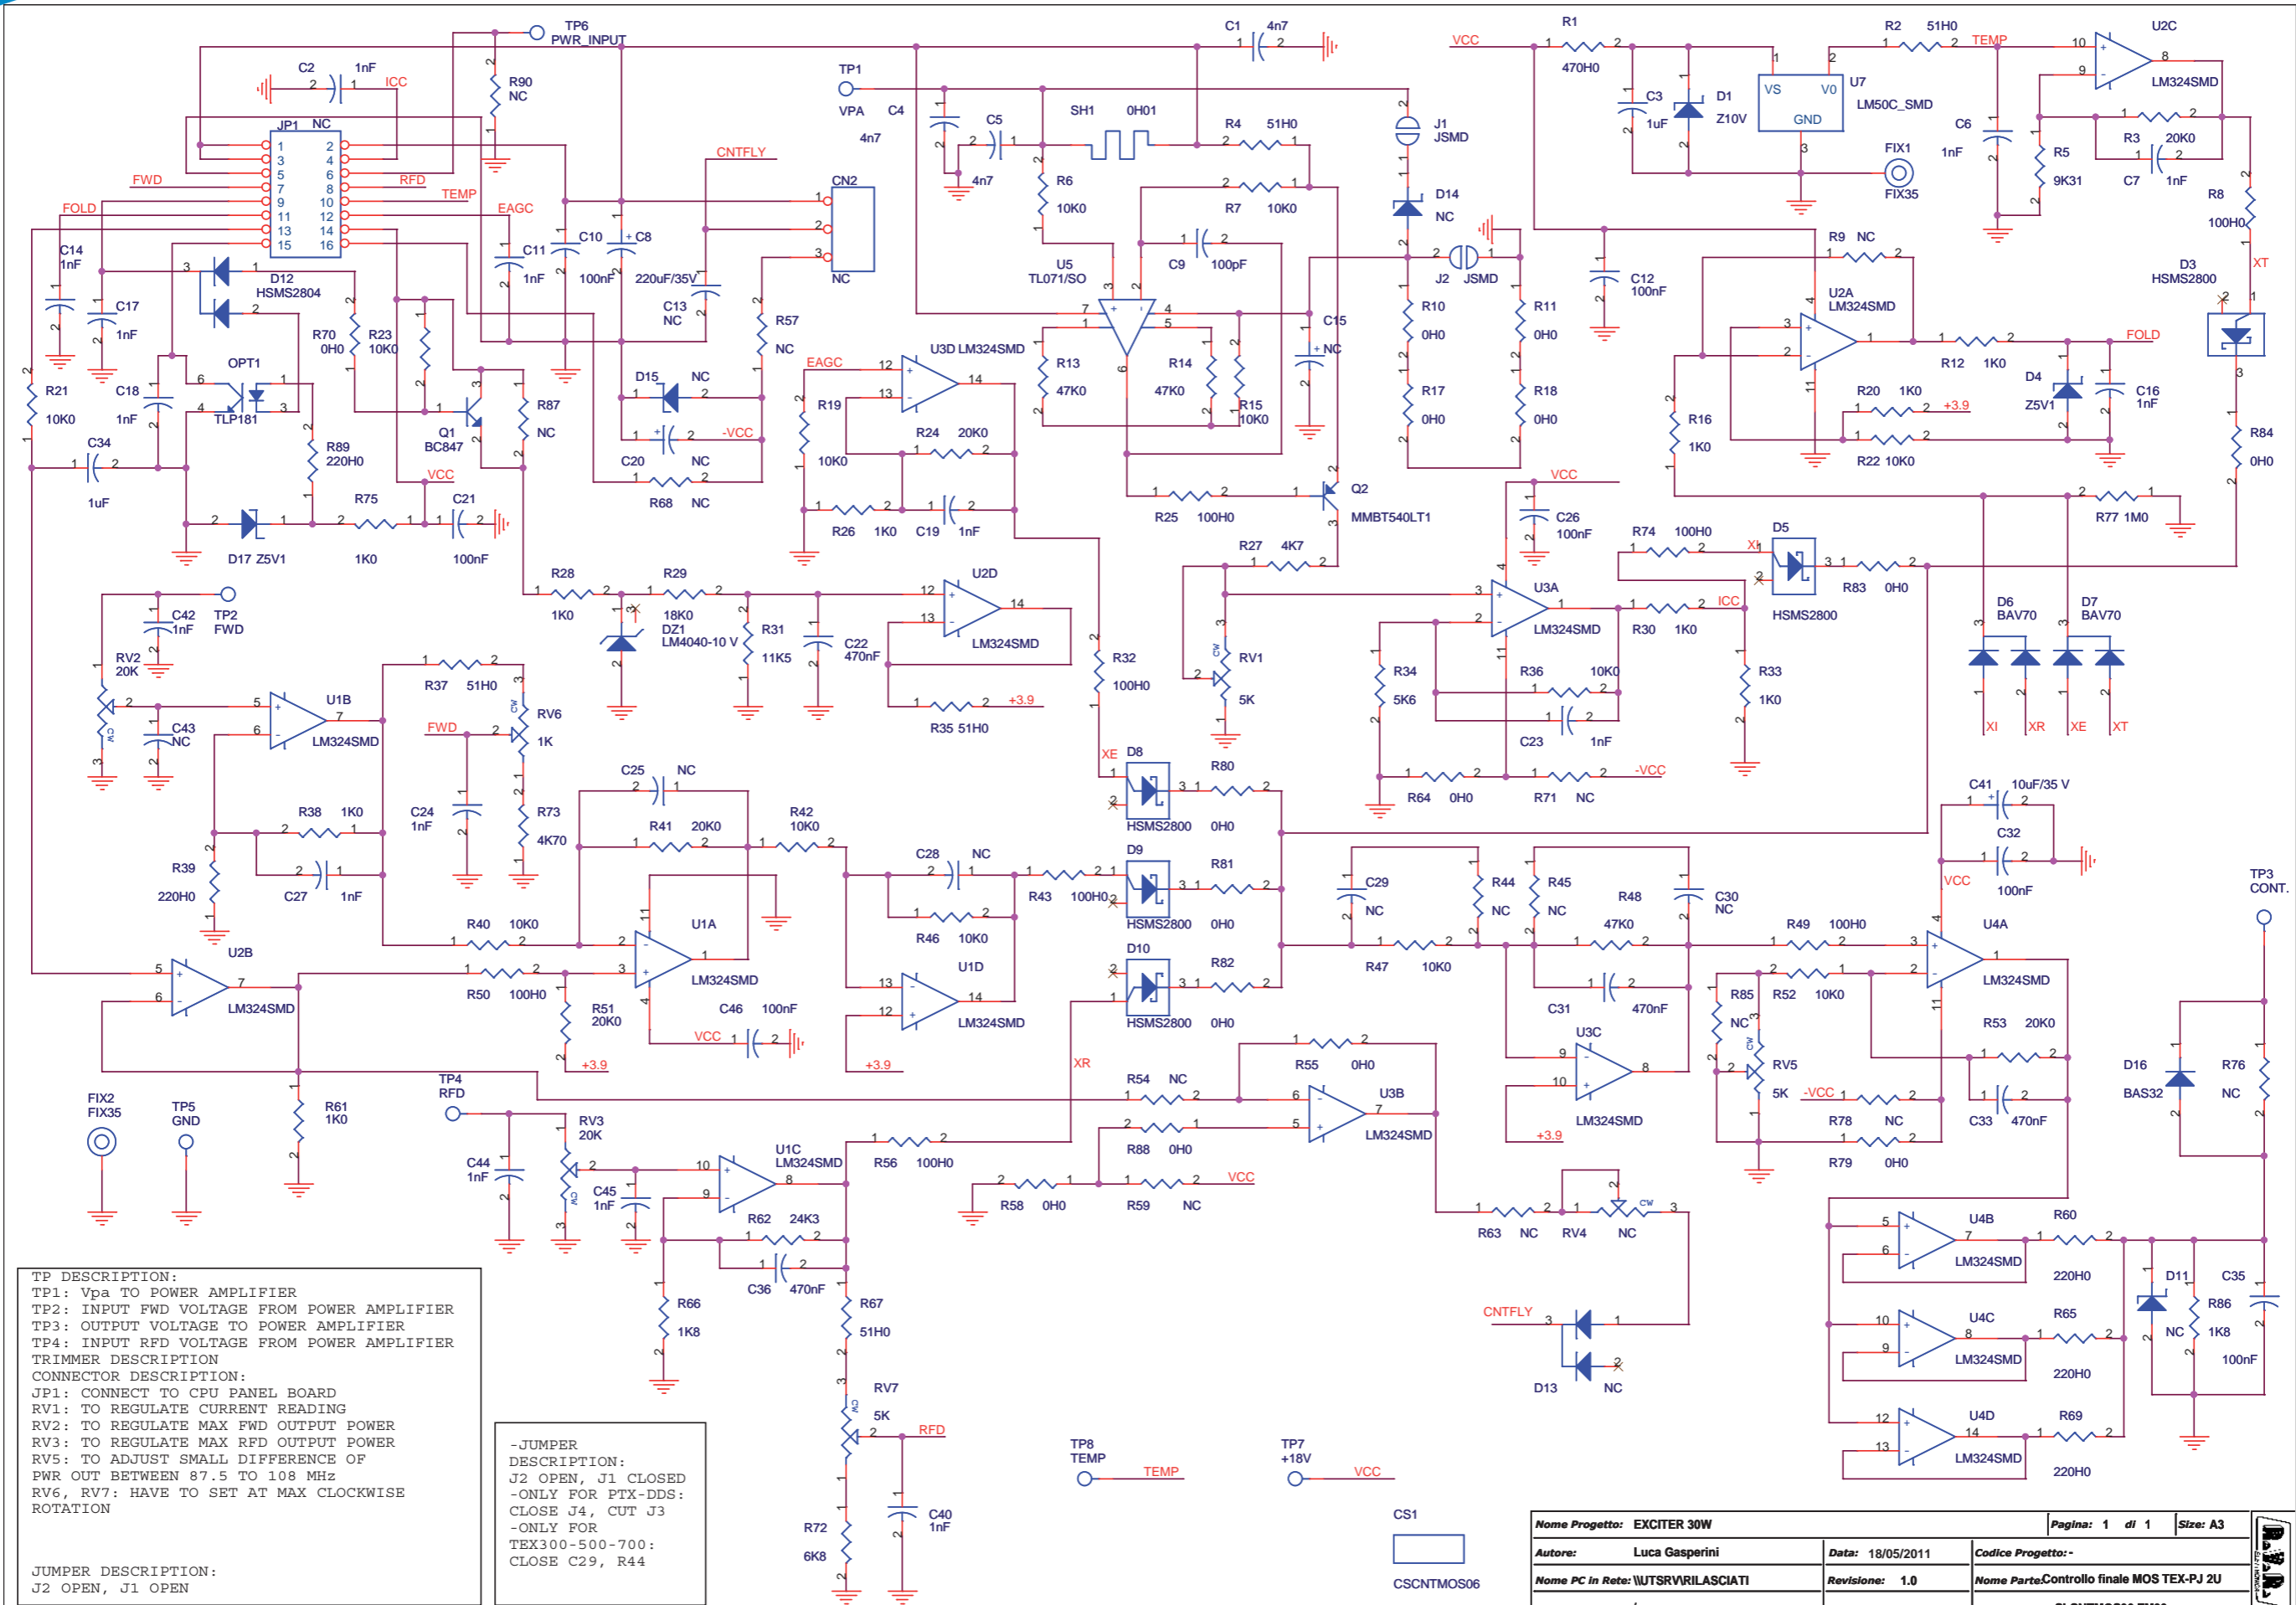 TP6
PWR_INPUT
C1 4n7
VCC
R1
470H0
R2 51H0
TEMP
U2C
LM324SMD
C2 1nF
ICC
R90
NC
TP1
VPA
C4
4n7
C5
4n7
SH1 0H01
R4 51H0
J1
JSMD
C3
1uF
D1
Z10V
VS V0
GND
U7
LM50C_SMD
C6
1nF
R3 20K0
R5
9K31
C7 1nF
R8
100H0
JP1 NC
1 2
3 4
5 6
7 8
9 10
11 12
13 14
15 16
FWD
RFD
TEMP
FOLD
EAGC
CNTFLY
CN2
NC
R6
10K0
R7 10K0
D14
NC
FIX1
FIX35
XT
C14
1nF
C17
1nF
D12
HSMS2804
C11
1nF
C10
100nF
C8
220uF/35V
C13
NC
R57
NC
U5
TL071/SO
C9 100pF
J2 JSMD
C12
100nF
R9 NC
U2A
LM324SMD
D3
HSMS2800
R70
0H0
R23
10K0
R10
0H0
R11
0H0
C15
NC
R21
10K0
C18
1nF
OPT1
TLP181
Q1
BC847
R87
NC
D15 NC
EAGC
U3D LM324SMD
R13
47K0
R14
47K0
R15
10K0
R17
0H0
R18
0H0
R12 1K0
FOLD
R20 1K0
+3.9
D4
Z5V1
C16
1nF
R16
1K0
R22 10K0
R84
0H0
C34
1uF
R89
220H0
C20 NC
-VCC
R19
10K0
R24 20K0
R68 NC
VCC
R75
1K0
C21
100nF
D17 Z5V1
R26 1K0
C19 1nF
R25 100H0
Q2
MMBT540LT1
VCC
C26
100nF
R74 100H0
D5
XI
HSMS2800
R77 1M0
R27 4K7
R83 0H0
C42
1nF
TP2
FWD
R28
1K0
R29
18K0
DZ1
LM4040-10 V
R31
11K5
C22
470nF
U2D
LM324SMD
R35 51H0
+3.9
R32
100H0
RV1
5K
CW
U3A
LM324SMD
R30 1K0
ICC
R34
5K6
R36 10K0
R33
1K0
C23 1nF
D6
BAV70
D7
BAV70
XI XR XE XT
RV2
20K
CW
C43
NC
U1B
LM324SMD
R37 51H0
RV6
1K
CW
FWD
C24
1nF
R73
4K70
C25 NC
R41 20K0
R42
10K0
XE
D8
HSMS2800
R80
0H0
R64 0H0
R71 NC
-VCC
C41 10uF/35 V
C32
100nF
VCC
R38 1K0
R39
220H0
C27 1nF
C28 NC
R43 100H0
D9
HSMS2800
R81
0H0
C29
NC
R44
NC
R45
NC
R48
47K0
C30
NC
TP3
CONT.
R40 10K0
U1A
LM324SMD
R46 10K0
U1D
LM324SMD
D10
HSMS2800
R82
0H0
R47 10K0
C31 470nF
R49 100H0
U4A
LM324SMD
U2B
LM324SMD
R50 100H0
R51
20K0
+3.9
C46 100nF
VCC
+3.9
XR
U3C
LM324SMD
+3.9
R85
NC
R52 10K0
RV5
5K
CW
R53 20K0
-VCC
R78 NC
C33 470nF
R79 0H0
D16
BAS32
R76
NC
FIX2
FIX35
TP5
GND
R61
1K0
TP4
RFD
RV3
20K
CW
C44
1nF
C45
1nF
U1C
LM324SMD
R56 100H0
R54 NC
R55 0H0
R88 0H0
U3B
LM324SMD
R58 0H0
R59 NC
VCC
R62 24K3
C36 470nF
R66
1K8
R67
51H0
R63 NC
RV4 NC
CW
CNTFLY
D13 NC
U4B
LM324SMD
R60
220H0
U4C
LM324SMD
R65
220H0
U4D
LM324SMD
R69
220H0
D11
NC
R86
1K8
C35
100nF
RV7
5K
CW
RFD
R72
6K8
C40
1nF
TP8
TEMP
TEMP
TP7
+18V
VCC
CS1
CSCNTMOS06
TP DESCRIPTION:
TP1: Vpa TO POWER AMPLIFIER
TP2: INPUT FWD VOLTAGE FROM POWER AMPLIFIER
TP3: OUTPUT VOLTAGE TO POWER AMPLIFIER
TP4: INPUT RFD VOLTAGE FROM POWER AMPLIFIER
TRIMMER DESCRIPTION
CONNECTOR DESCRIPTION:
JP1: CONNECT TO CPU PANEL BOARD
RV1: TO REGULATE CURRENT READING
RV2: TO REGULATE MAX FWD OUTPUT POWER
RV3: TO REGULATE MAX RFD OUTPUT POWER
RV5: TO ADJUST SMALL DIFFERENCE OF
PWR OUT BETWEEN 87.5 TO 108 MHz
RV6, RV7: HAVE TO SET AT MAX CLOCKWISE
ROTATION
JUMPER DESCRIPTION:
J2 OPEN, J1 OPEN
-JUMPER
DESCRIPTION:
J2 OPEN, J1 CLOSED
-ONLY FOR PTX-DDS:
CLOSE J4, CUT J3
-ONLY FOR
TEX300-500-700:
CLOSE C29, R44
Nome Progetto: EXCITER 30W
Pagina: 1 di 1
Size: A3
Autore: Luca Gasperini
Data: 18/05/2011
Codice Progetto: -
Nome PC in Rete: \\UTSRV\RILASCIATI
Revisione: 1.0
Nome Parte: Controllo finale MOS TEX-PJ 2U